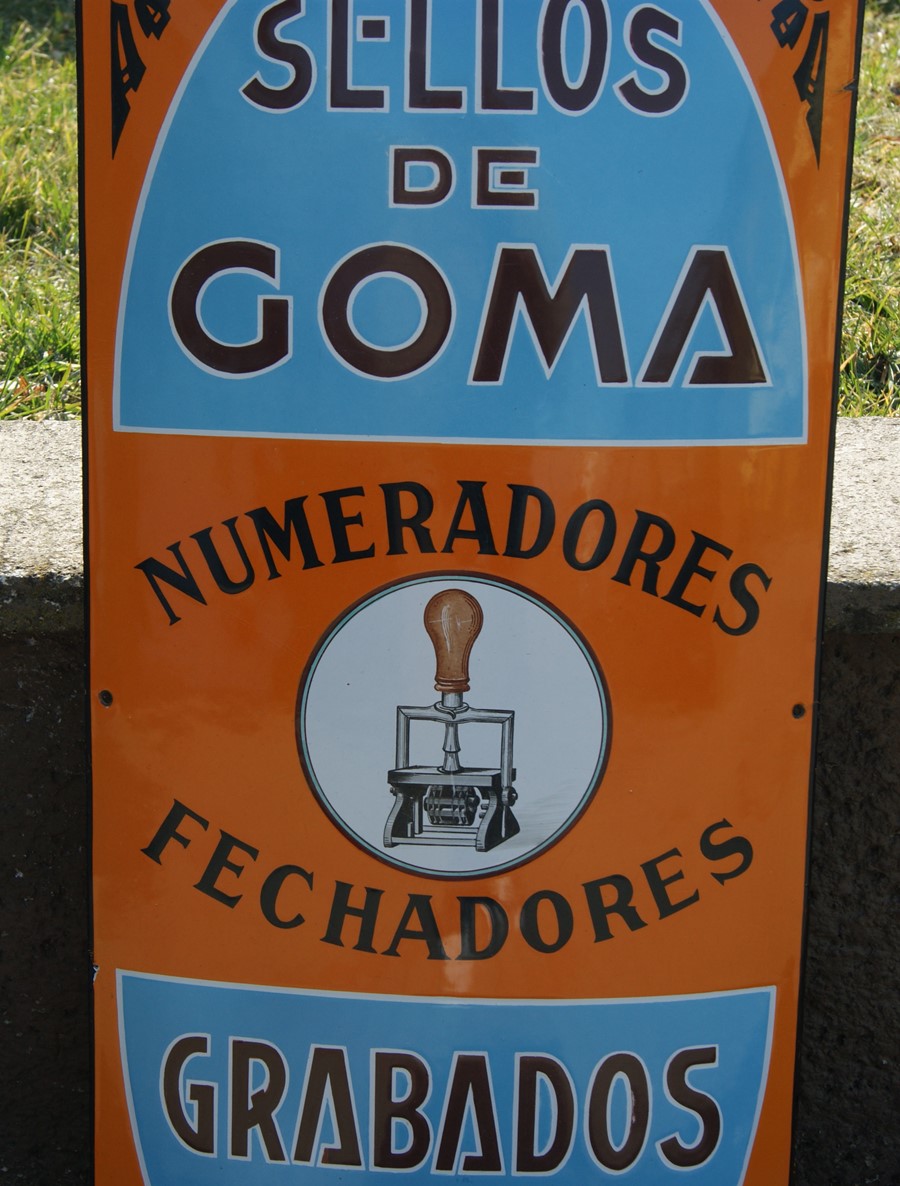 SELLOS
DE
GOMA
NUMERADORES
FECHADORES
GRABADOS